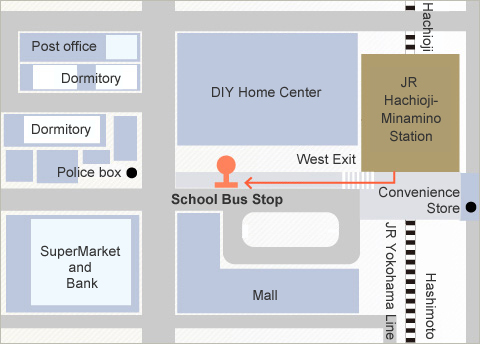 Hachioji
Post office
Dormitory
DIY Home Center
JR
Hachioji-
Minamino
Station
Dormitory
West Exit
Police box
School Bus Stop
Convenience
Store
SuperMarket
and
Bank
Mall
JR Yokohama Line
Hashimoto